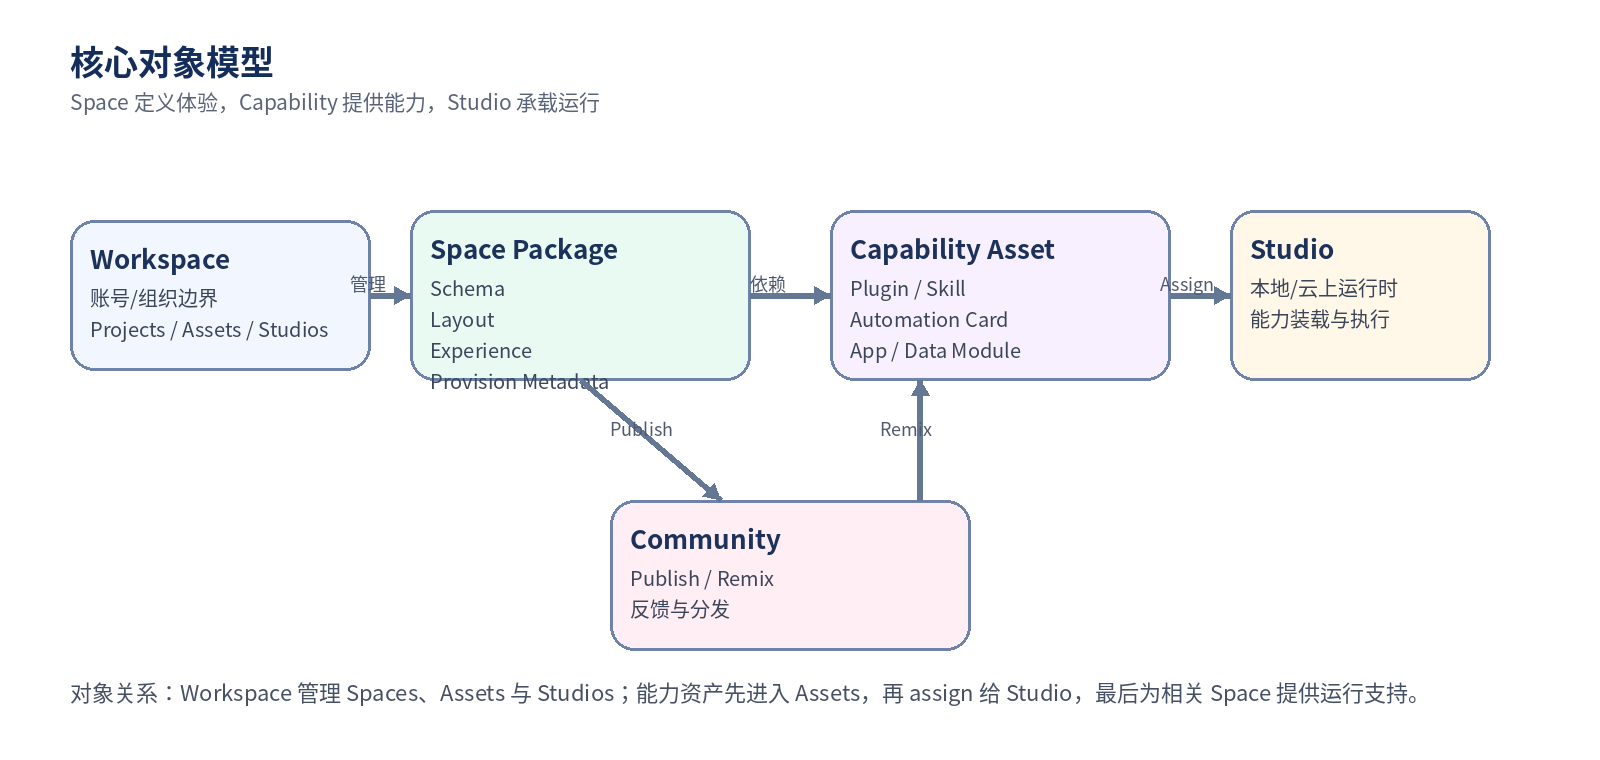 核心对象模型
Space 定义体验，Capability 提供能力，Studio 承载运行
Workspace
账号/组织边界
Projects / Assets / Studios
管理
Space Package
Schema
Layout
Experience
Provision Metadata
依赖
Capability Asset
Plugin / Skill
Automation Card
App / Data Module
Assign
Studio
本地/云上运行时
能力装载与执行
Publish
Remix
Community
Publish / Remix
反馈与分发
对象关系：Workspace 管理 Spaces、Assets 与 Studios；能力资产先进入 Assets，再 assign 给 Studio，最后为相关 Space 提供运行支持。